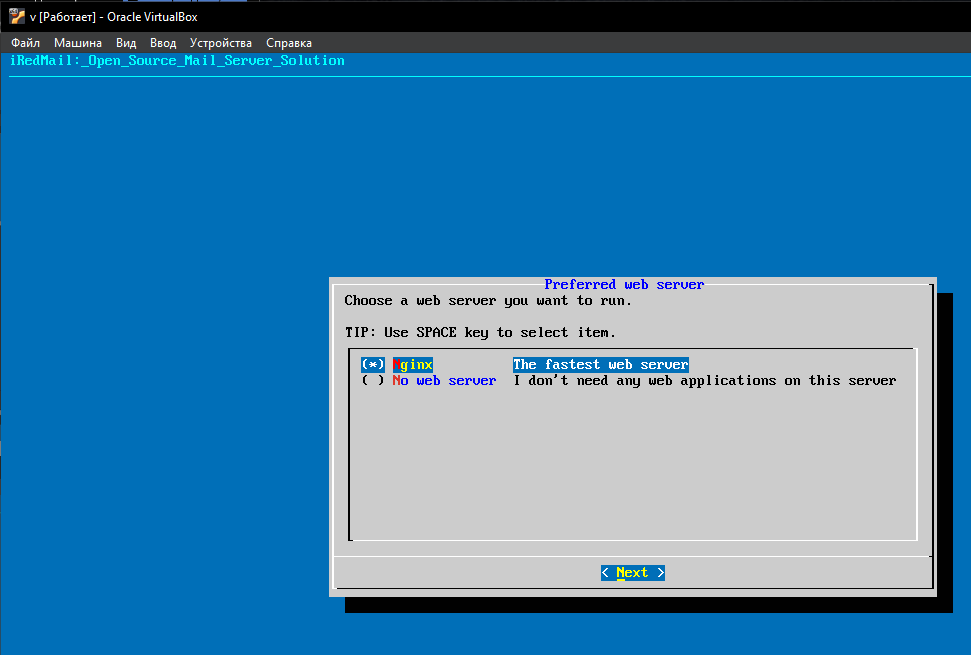 v [Работает] - Oracle VirtualBox
Файл Машина Вид Ввод Устройства Справка
iRedMail:_Open_Source_Mail_Server_Solution
Preferred web server
Choose a web server you want to run.
TIP: Use SPACE key to select item.
(*) Nginx The fastest web server
( ) No web server I don't need any web applications on this server
< Next >